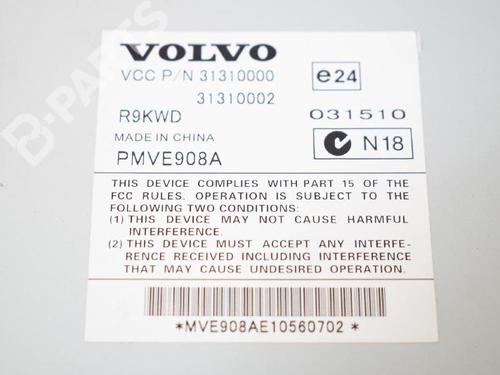 VOLVO
VCC P/N 31310000
31310002
e24
R9KWD
031510
MADE IN CHINA
N18
PMVE908A
THIS DEVICE COMPLIES WITH PART 15 OF THE
FCC RULES. OPERATION IS SUBJECT TO THE
FOLLOWING TWO CONDITIONS:
(1) THIS DEVICE MAY NOT CAUSE HARMFUL
INTERFERENCE.
(2) THIS DEVICE MUST ACCEPT ANY INTERFE-
RENCE RECEIVED INCLUDING INTERFERENCE
THAT MAY CAUSE UNDESIRED OPERATION.
*MVE908AE10560702*
B-PARTS